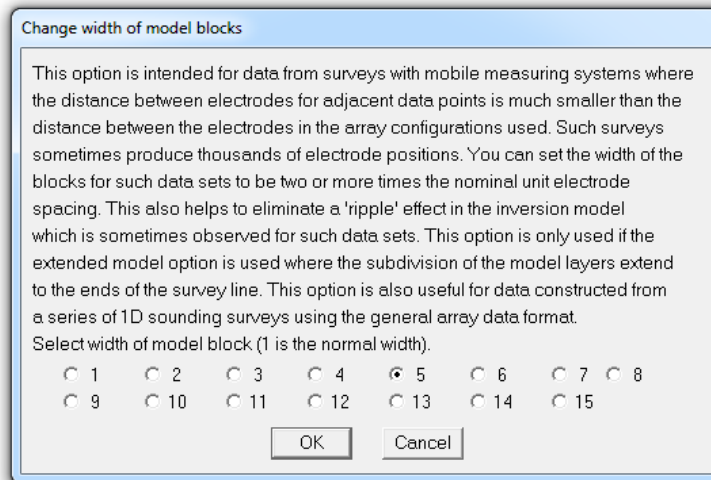 Change width of model blocks
This option is intended for data from surveys with mobile measuring systems where
the distance between electrodes for adjacent data points is much smaller than the
distance between the electrodes in the array configurations used. Such surveys
sometimes produce thousands of electrode positions. You can set the width of the
blocks for such data sets to be two or more times the nominal unit electrode
spacing. This also helps to eliminate a 'ripple' effect in the inversion model
which is sometimes observed for such data sets. This option is only used if the
extended model option is used where the subdivision of the model layers extend
to the ends of the survey line. This option is also useful for data constructed from
a series of 1D sounding surveys using the general array data format.
Select width of model block (1 is the normal width).
1 2 3 4 5 6 7 8
9 10 11 12 13 14 15
OK Cancel